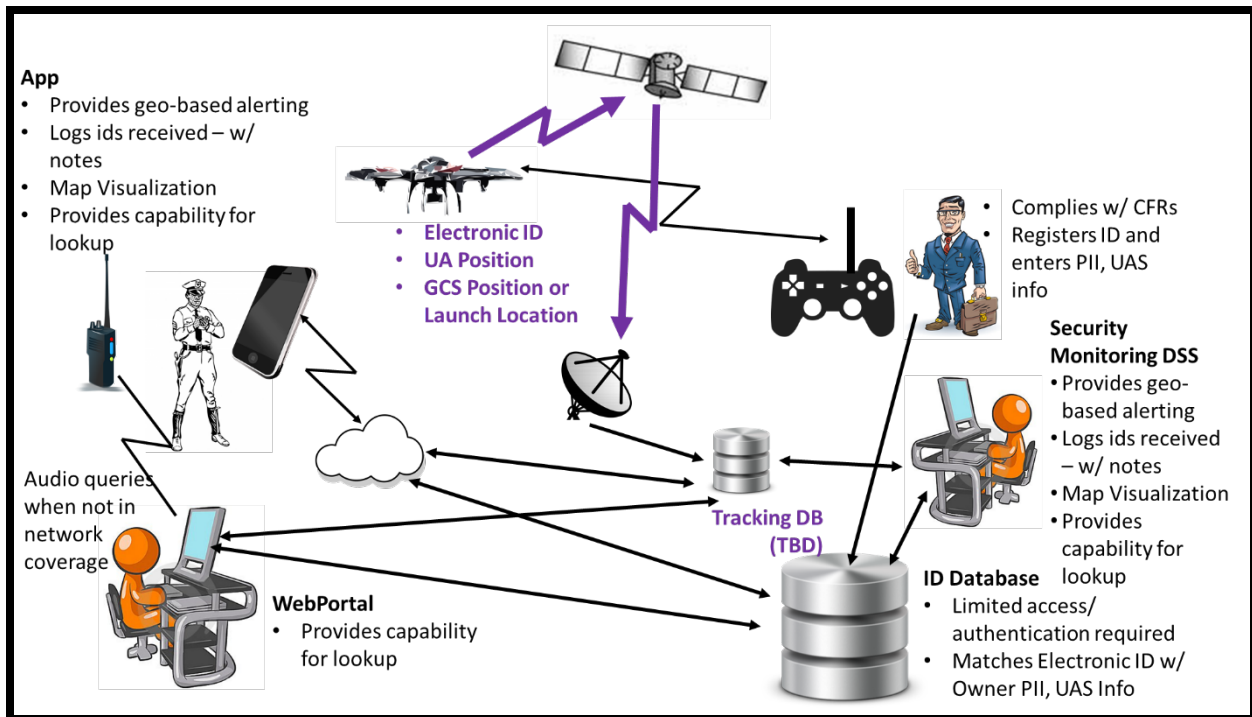 App
• Provides geo-based alerting
• Logs ids received – w/
notes
• Map Visualization
• Provides capability for
lookup
• Electronic ID
• UA Position
• GCS Position or
Launch Location
• Complies w/ CFRs
• Registers ID and
enters PII, UAS
info
Security
Monitoring DSS
• Provides geo-
based alerting
• Logs ids received
– w/ notes
• Map Visualization
• Provides
capability for
lookup
Audio queries
when not in
network
coverage
Tracking DB
(TBD)
WebPortal
• Provides capability
for lookup
ID Database
• Limited access/
authentication required
• Matches Electronic ID w/
Owner PII, UAS Info